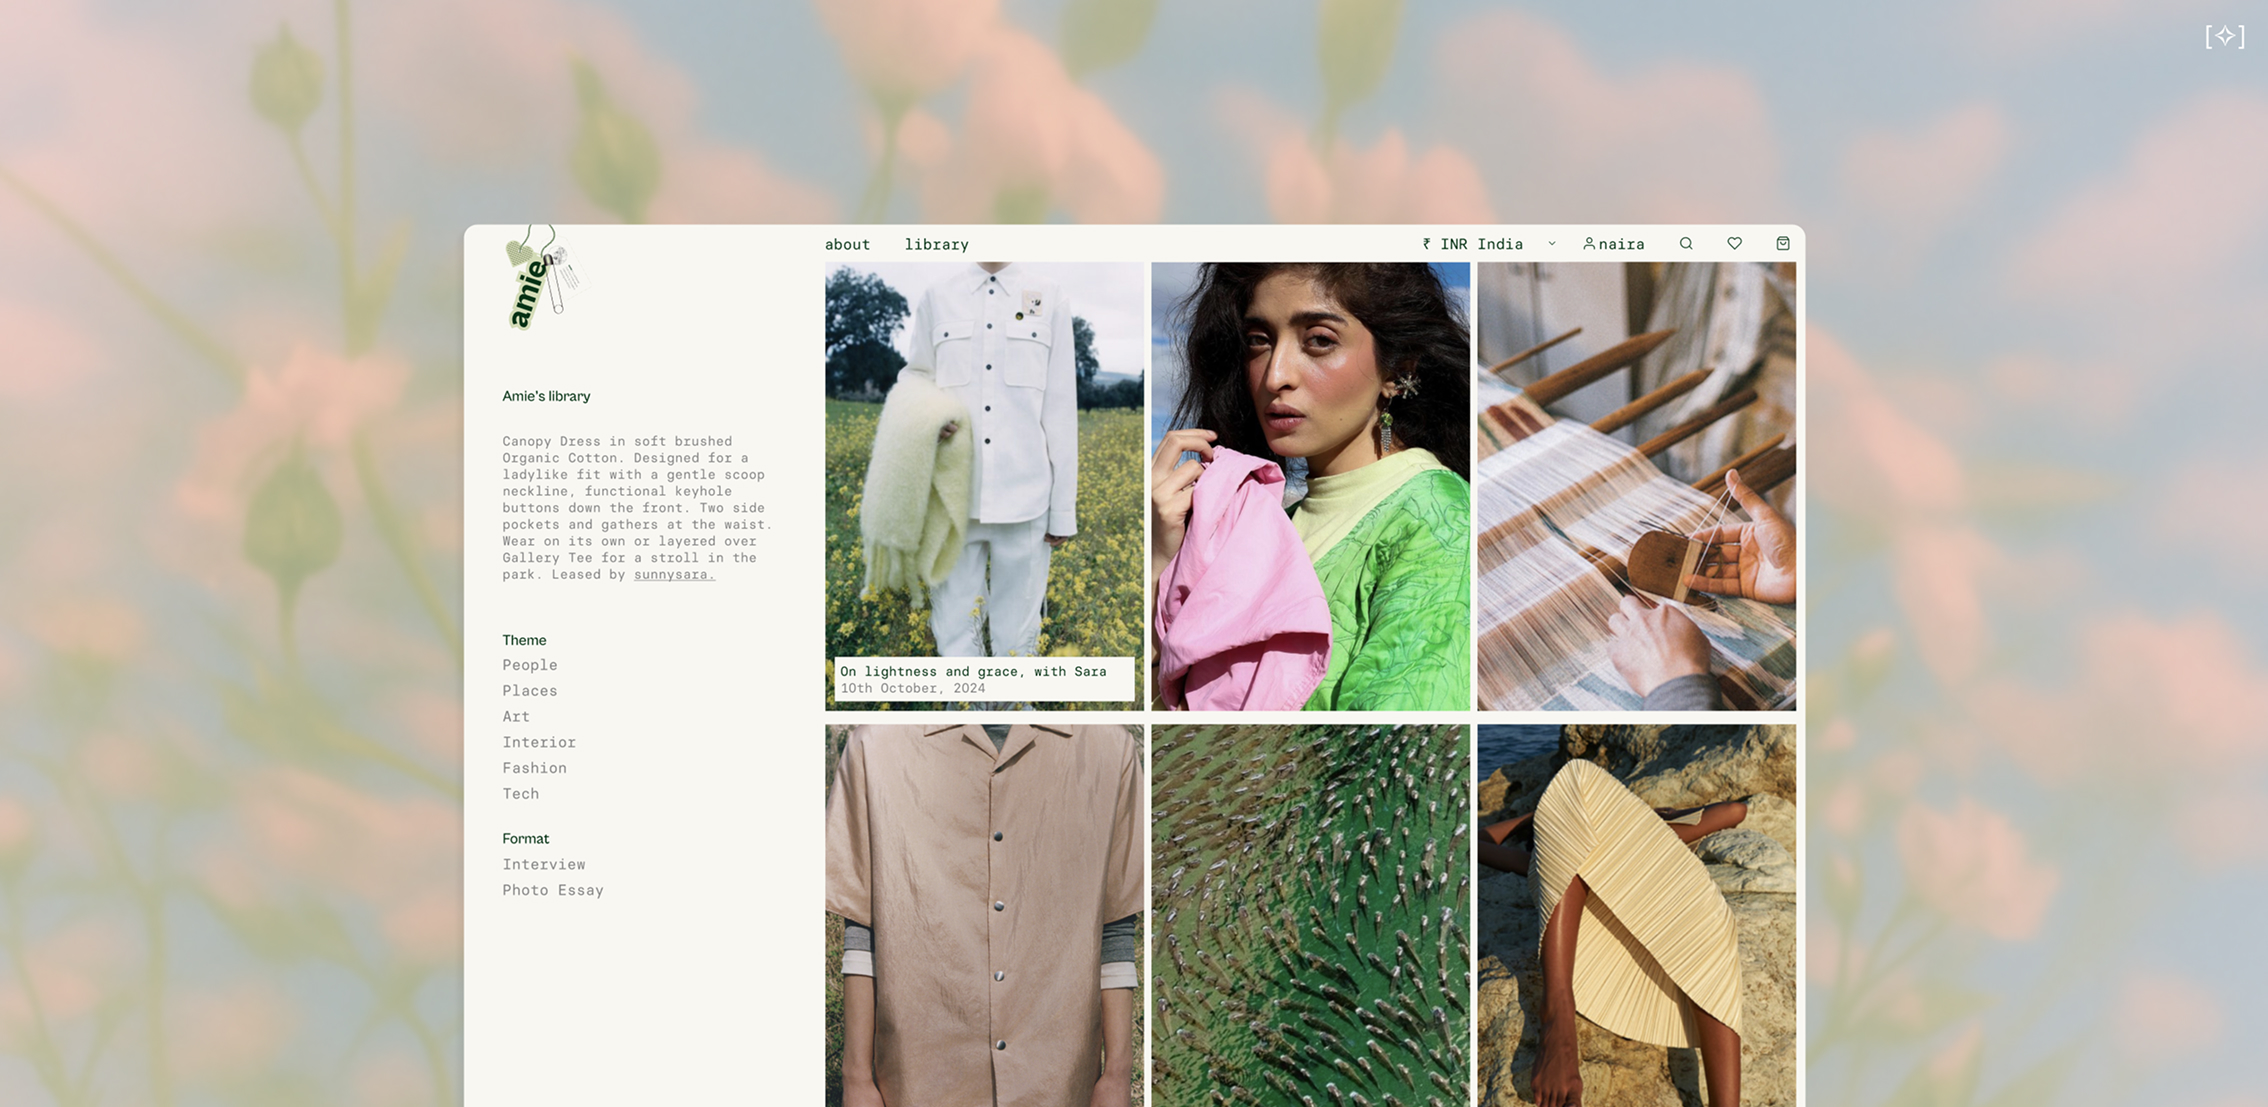 amie
about
library
₹ INR India
naira
Amie's library
Canopy Dress in soft brushed
Organic Cotton. Designed for a
ladylike fit with a gentle scoop
neckline, functional keyhole
buttons down the front. Two side
pockets and gathers at the waist.
Wear on its own or layered over
Gallery Tee for a stroll in the
park. Leased by sunnysara.
Theme
People
Places
Art
Interior
Fashion
Tech
Format
Interview
Photo Essay
On lightness and grace, with Sara
10th October, 2024